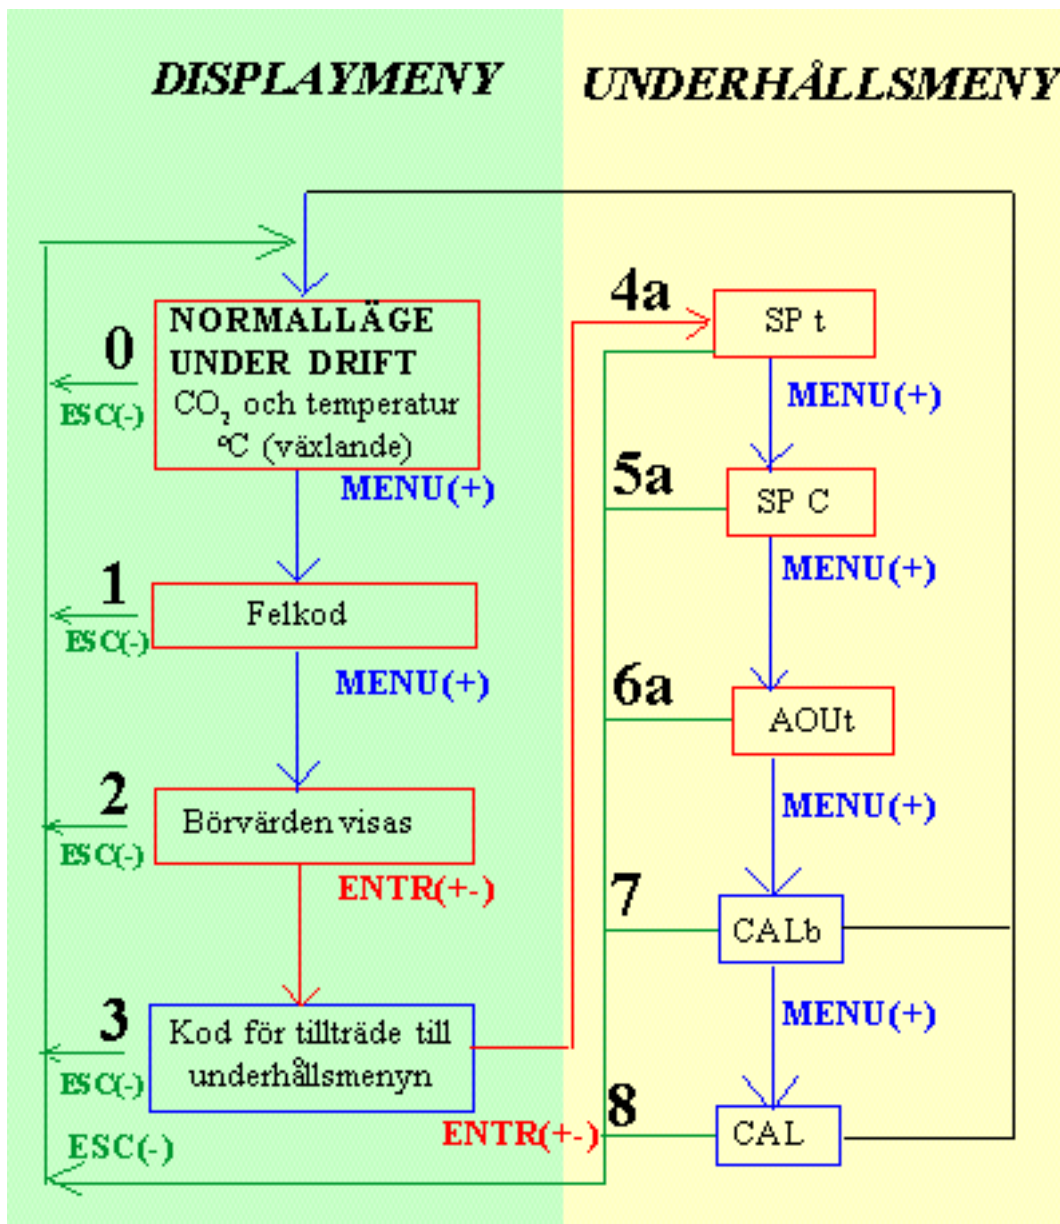 DISPLAYMENY
UNDERHÅLLSMENY
0
NORMALLÄGE
UNDER DRIFT
CO₂ och temperatur
°C (växlande)
ESC(-)
MENU(+)
1
Felkod
ESC(-)
MENU(+)
2
Börvärden visas
ESC(-)
ENTR(+-)
3
Kod för tillträde till
underhållsmenyn
ESC(-)
ENTR(+-)
ESC(-)
4a
SP t
MENU(+)
5a
SP C
MENU(+)
6a
AOUt
MENU(+)
7
CALb
MENU(+)
8
CAL